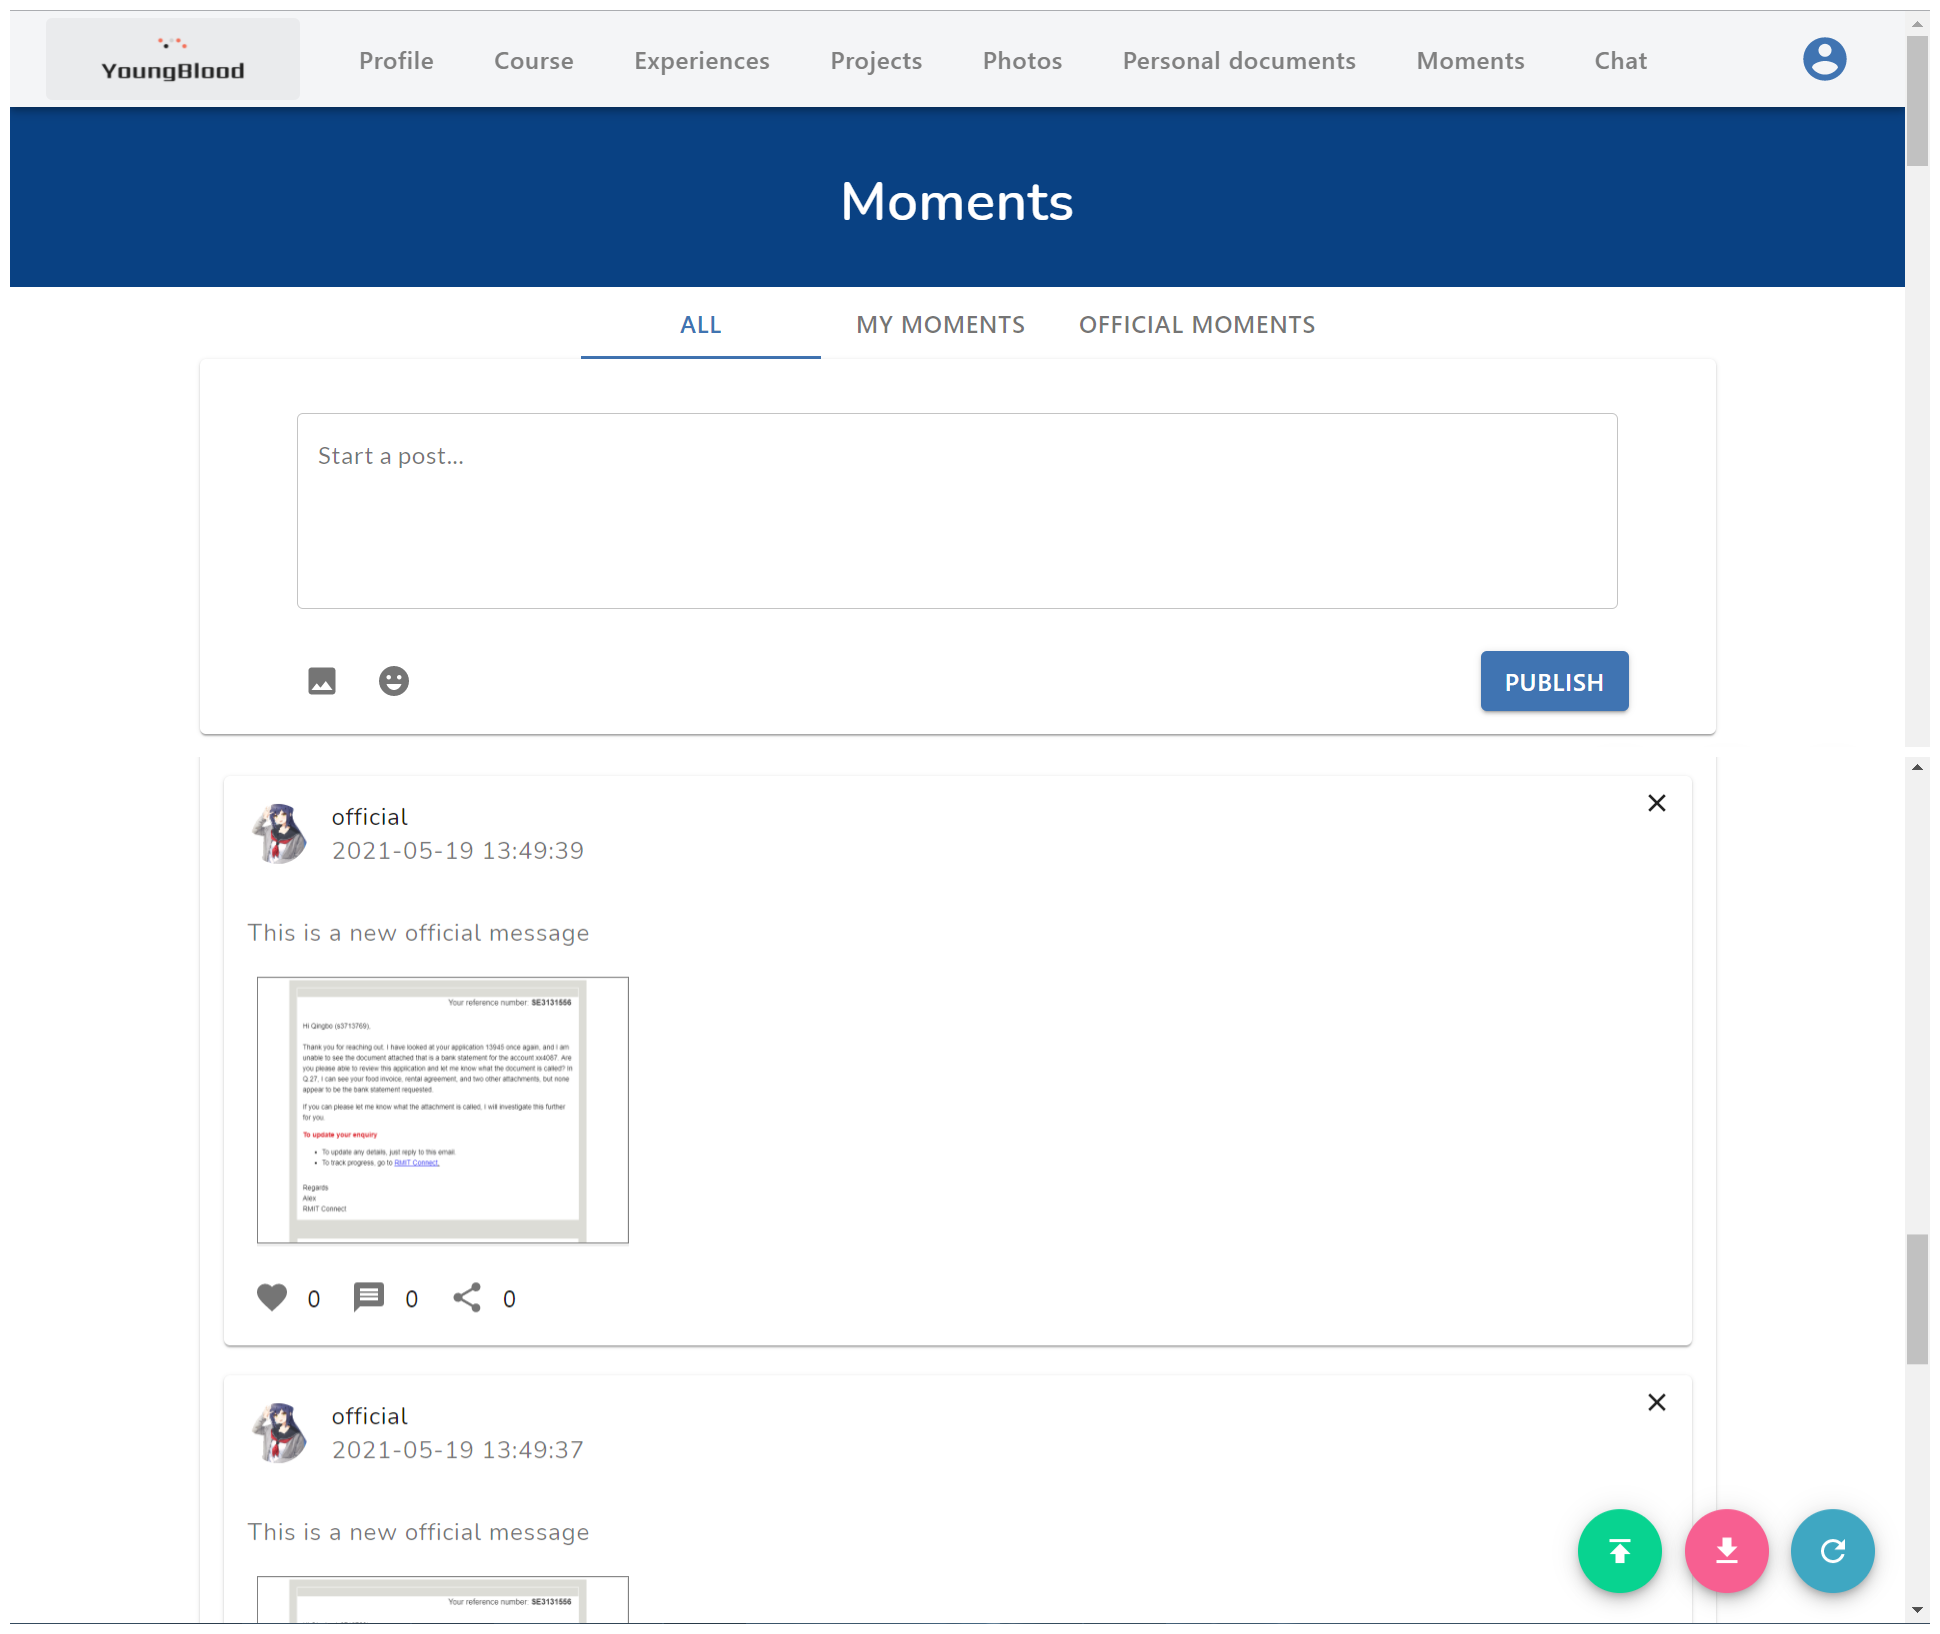 YoungBlood
Profile
Course
Experiences
Projects
Photos
Personal documents
Moments
Chat
Moments
ALL
MY MOMENTS
OFFICIAL MOMENTS
Start a post...
PUBLISH
official
2021-05-19 13:49:39
This is a new official message
Your reference number: SE3131556
Hi Qingbo (s3713769),
Thank you for reaching out. I have looked at your application 13945 once again, and I am
unable to see the document attached that is a bank statement for the account xx4087. Are
you please able to review this application and let me know what the document is called? In
Q.27, I can see your food invoice, rental agreement, and two other attachments, but none
appear to be the bank statement requested.
If you can please let me know what the attachment is called, I will investigate this further
for you.
To update your enquiry
• To update any details, just reply to this email.
• To track progress, go to RMIT Connect.
Regards
Alex
RMIT Connect
0
0
0
official
2021-05-19 13:49:37
This is a new official message
Your reference number: SE3131556